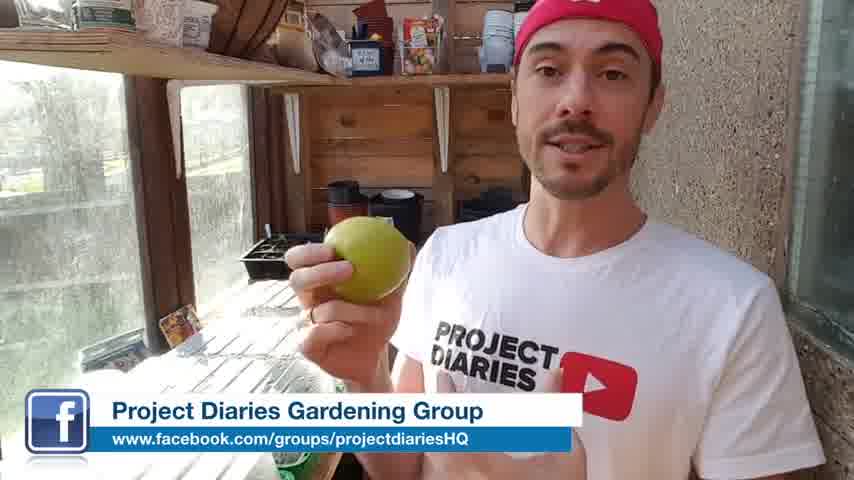 PROJECT
DIARIES
f
Project Diaries Gardening Group
www.facebook.com/groups/projectdiariesHQ